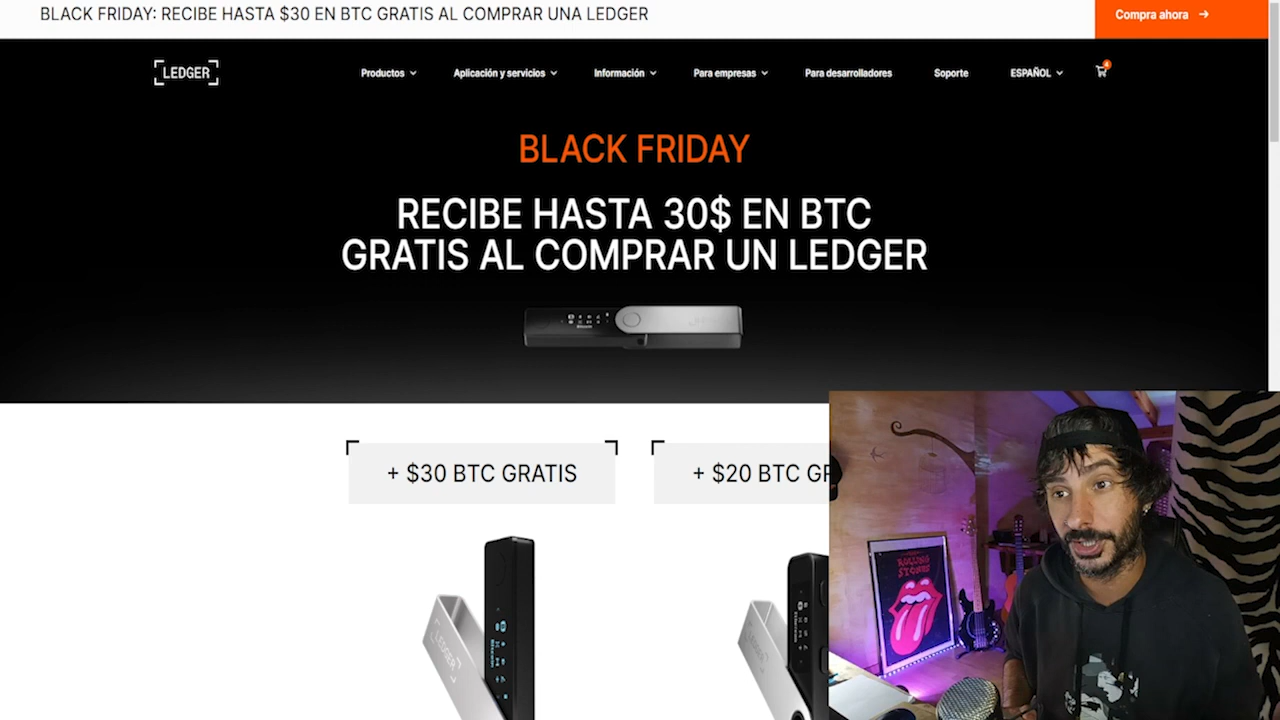 BLACK FRIDAY: RECIBE HASTA $30 EN BTC GRATIS AL COMPRAR UNA LEDGER
Compra ahora →
LEDGER
Productos
Aplicación y servicios
Información
Para empresas
Para desarrolladores
Soporte
ESPAÑOL
BLACK FRIDAY
RECIBE HASTA 30$ EN BTC
GRATIS AL COMPRAR UN LEDGER
+ $30 BTC GRATIS
+ $20 BTC
LEDGER
ROLLING
STONES